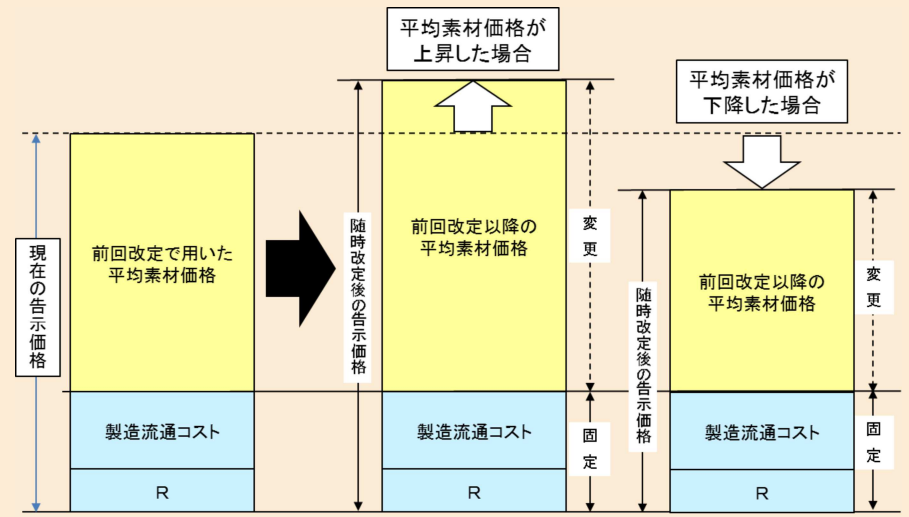 現在の告示価格
前回改定で用いた
平均素材価格
製造流通コスト
R
平均素材価格が
上昇した場合
随時改定後の告示価格
前回改定以降の
平均素材価格
製造流通コスト
R
変更
固定
平均素材価格が
下降した場合
随時改定後の告示価格
前回改定以降の
平均素材価格
製造流通コスト
R
変更
固定